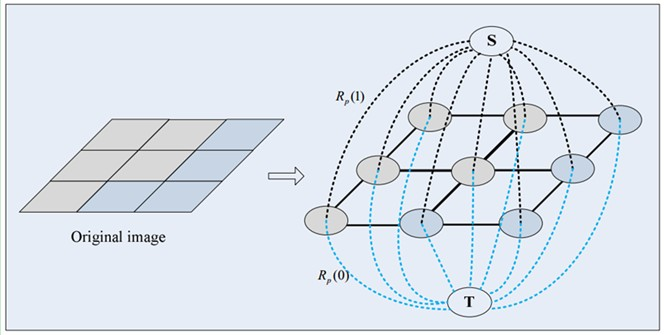 S
R_p(1)
Original image
R_p(0)
T